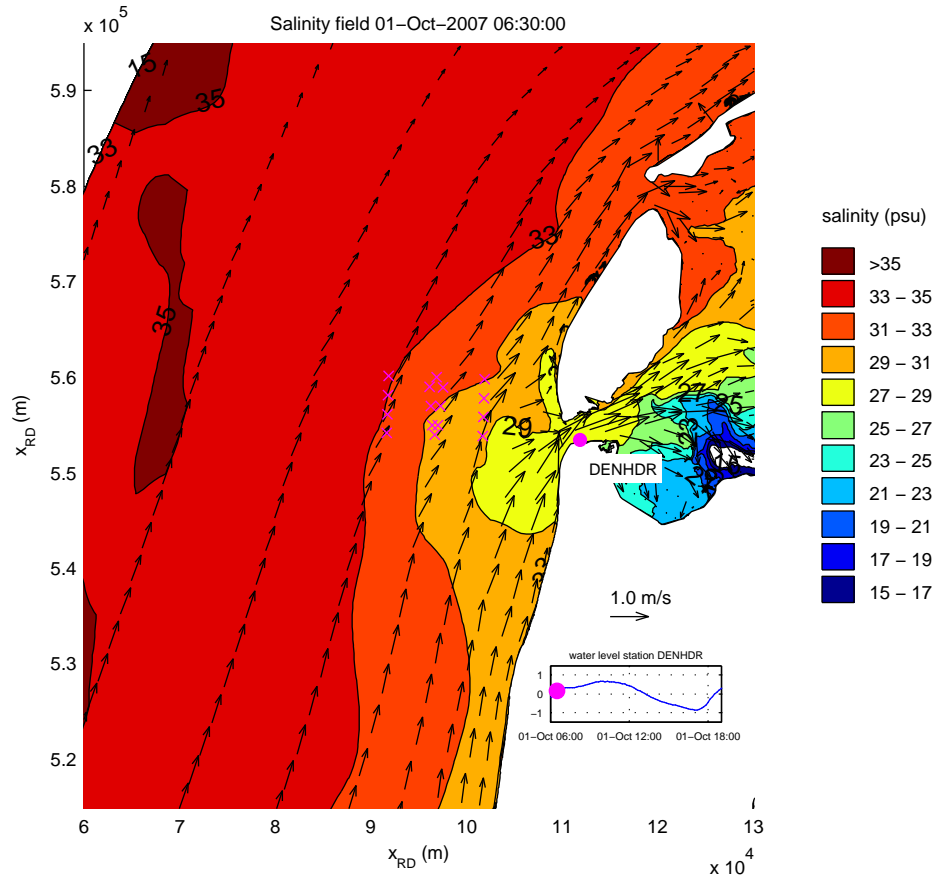 Salinity field 01−Oct−2007 06:30:00
x 10^5
5.9
5.8
5.7
5.6
5.5
5.4
5.3
5.2
x_RD (m)
15
35
33
33
35
29
25
23
DENHDR
1.0 m/s
water level station DENHDR
1
0
−1
01−Oct 06:00
01−Oct 12:00
01−Oct 18:00
6
7
8
9
10
11
12
13
x_RD (m)
x 10^4
salinity (psu)
>35
33 − 35
31 − 33
29 − 31
27 − 29
25 − 27
23 − 25
21 − 23
19 − 21
17 − 19
15 − 17